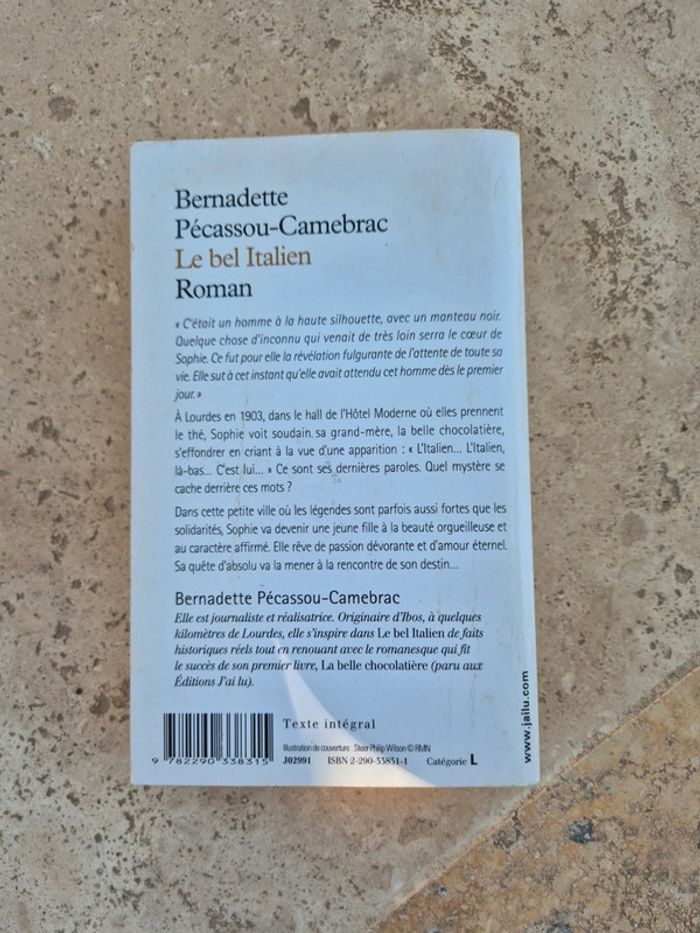 Bernadette
Pécassou-Camebrac
Le bel Italien
Roman
« C'était un homme à la haute silhouette, avec un manteau noir.
Quelque chose d'inconnu qui venait de très loin serra le cœur de
Sophie. Ce fut pour elle la révélation fulgurante de l'attente de toute sa
vie. Elle sut à cet instant qu'elle avait attendu cet homme dès le premier
jour. »
À Lourdes en 1903, dans le hall de l'Hôtel Moderne où elles prennent
le thé, Sophie voit soudain sa grand-mère, la belle chocolatière,
s'effondrer en criant à la vue d'une apparition : « L'Italien... L'Italien,
là-bas... C'est lui... » Ce sont ses dernières paroles. Quel mystère se
cache derrière ces mots ?
Dans cette petite ville où les légendes sont parfois aussi fortes que les
solidarités, Sophie va devenir une jeune fille à la beauté orgueilleuse et
au caractère affirmé. Elle rêve de passion dévorante et d'amour éternel.
Sa quête d'absolu va la mener à la rencontre de son destin...
Bernadette Pécassou-Camebrac
Elle est journaliste et réalisatrice. Originaire d'Ibos, à quelques
kilomètres de Lourdes, elle s'inspire dans Le bel Italien de faits
historiques réels tout en renouant avec le romanesque qui fit
le succès de son premier livre, La belle chocolatière (paru aux
Éditions J'ai lu).
www.jailu.com
Texte intégral
Illustration de couverture : Steer Philip Wilson © RMN
J02991 ISBN 2-290-33831-1 Catégorie L
9 782290 338315